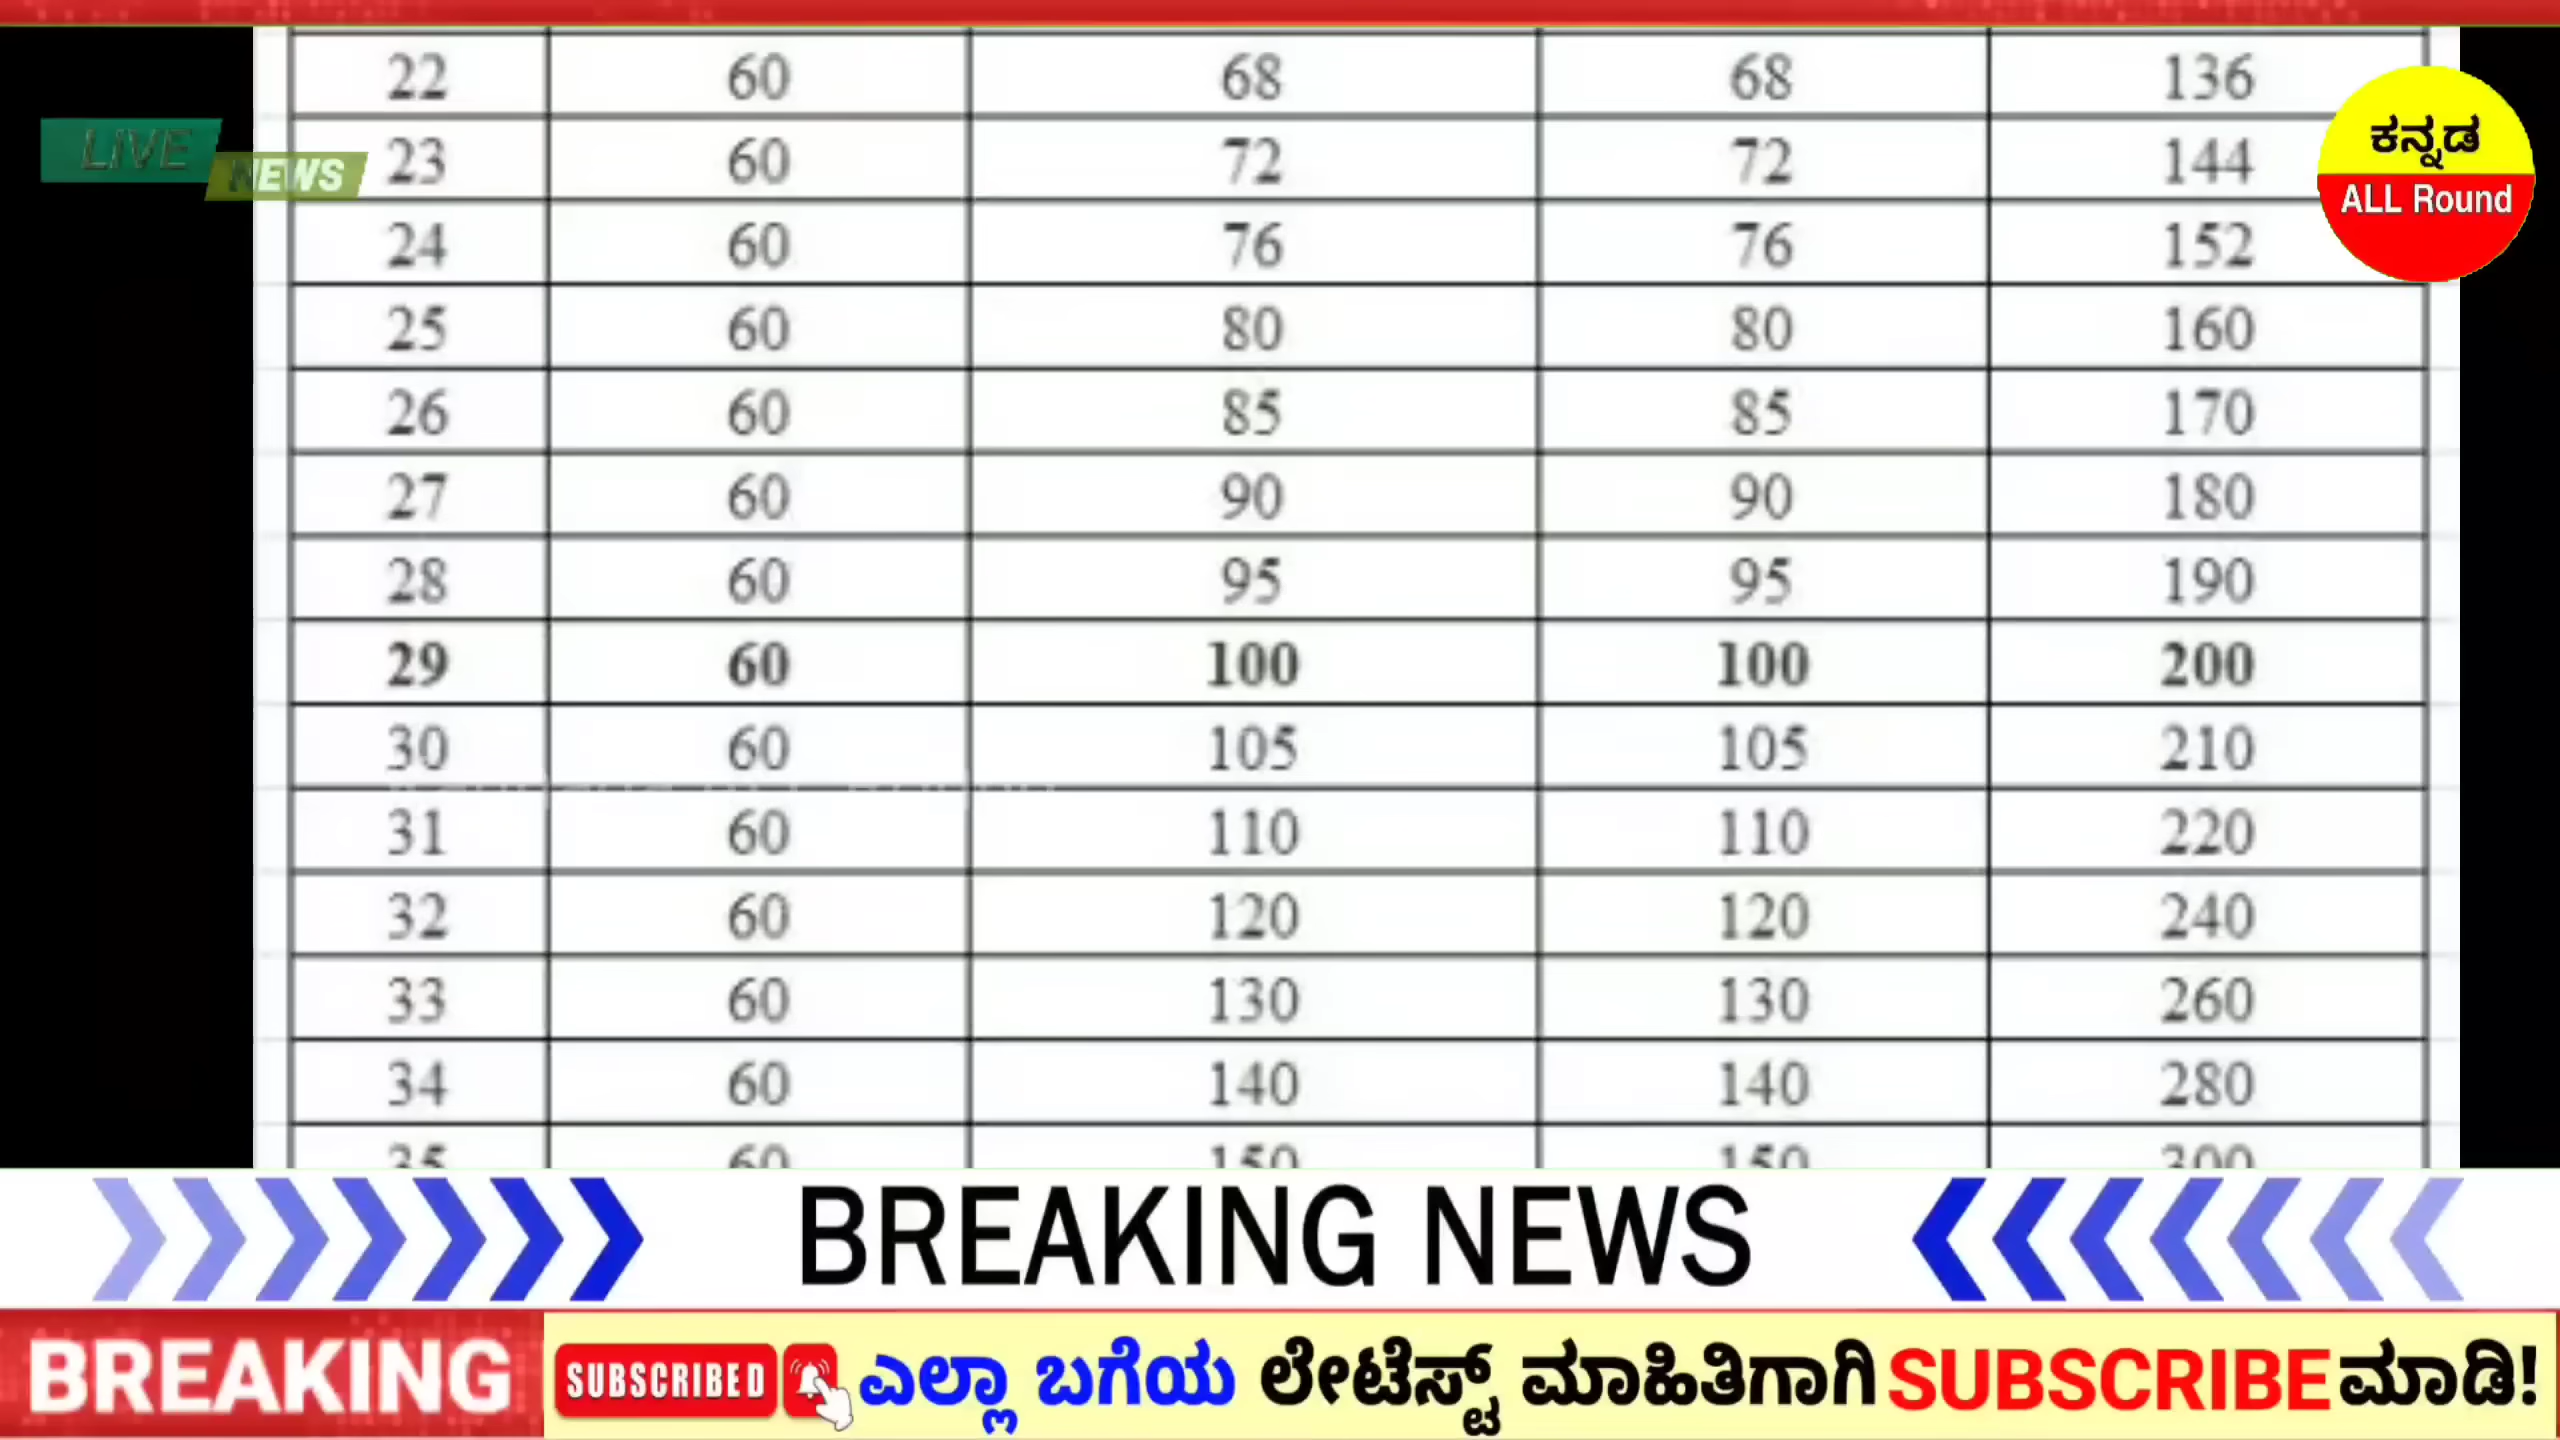 22 60 68 68 136
LIVE NEWS
23 60 72 72 144
ಕನ್ನಡ
ALL Round
24 60 76 76 152
25 60 80 80 160
26 60 85 85 170
27 60 90 90 180
28 60 95 95 190
29 60 100 100 200
30 60 105 105 210
31 60 110 110 220
32 60 120 120 240
33 60 130 130 260
34 60 140 140 280
35 60 150 150 300
BREAKING NEWS
BREAKING SUBSCRIBED ಎಲ್ಲಾ ಬಗೆಯ ಲೇಟೆಸ್ಟ್ ಮಾಹಿತಿಗಾಗಿ SUBSCRIBE ಮಾಡಿ!